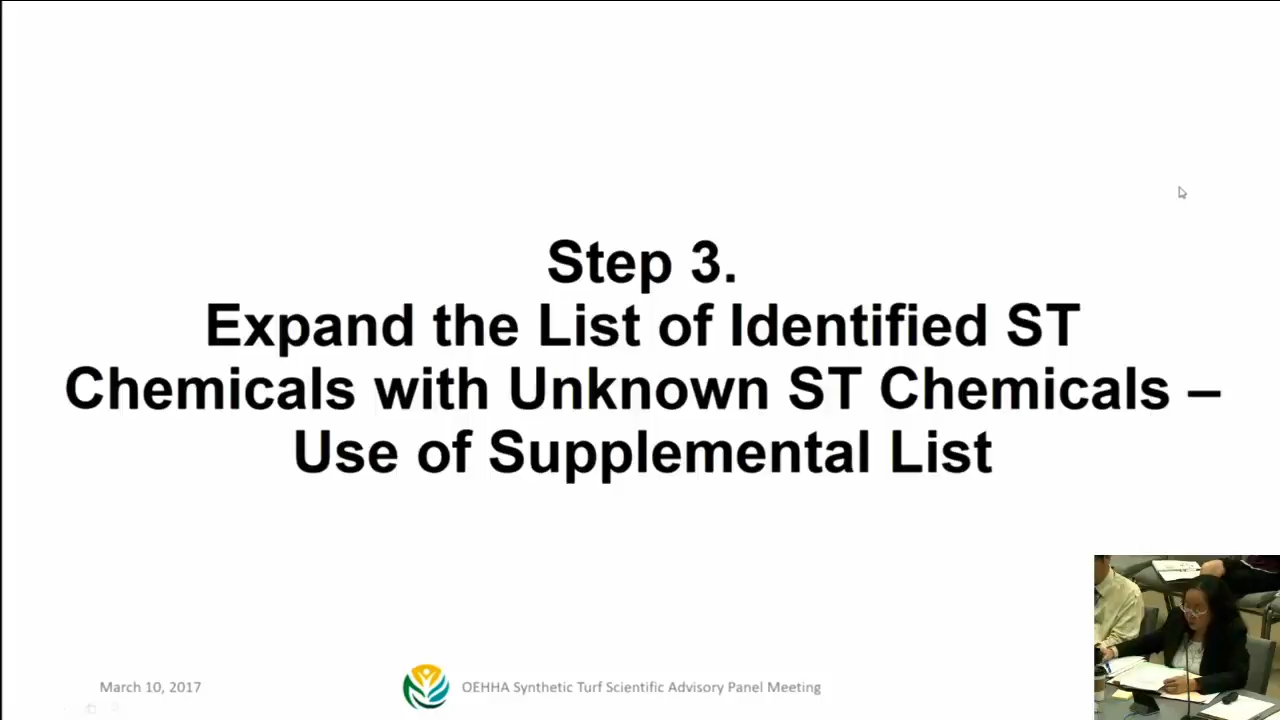 Step 3.
Expand the List of Identified ST
Chemicals with Unknown ST Chemicals –
Use of Supplemental List
March 10, 2017
OEHHA Synthetic Turf Scientific Advisory Panel Meeting